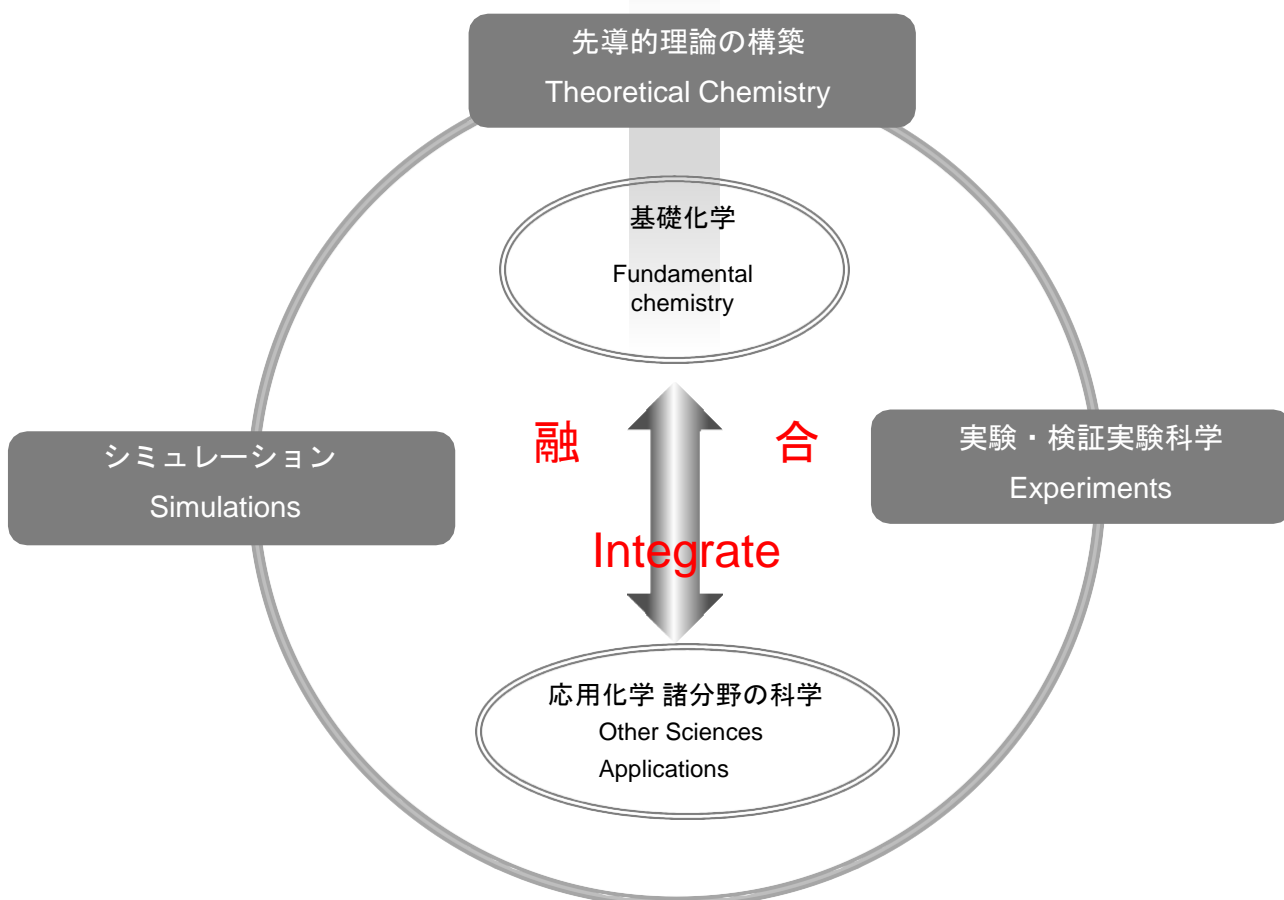 先導的理論の構築
Theoretical Chemistry
基礎化学
Fundamental
chemistry
融 合
シミュレーション
Simulations
実験・検証実験科学
Experiments
Integrate
応用化学 諸分野の科学
Other Sciences
Applications